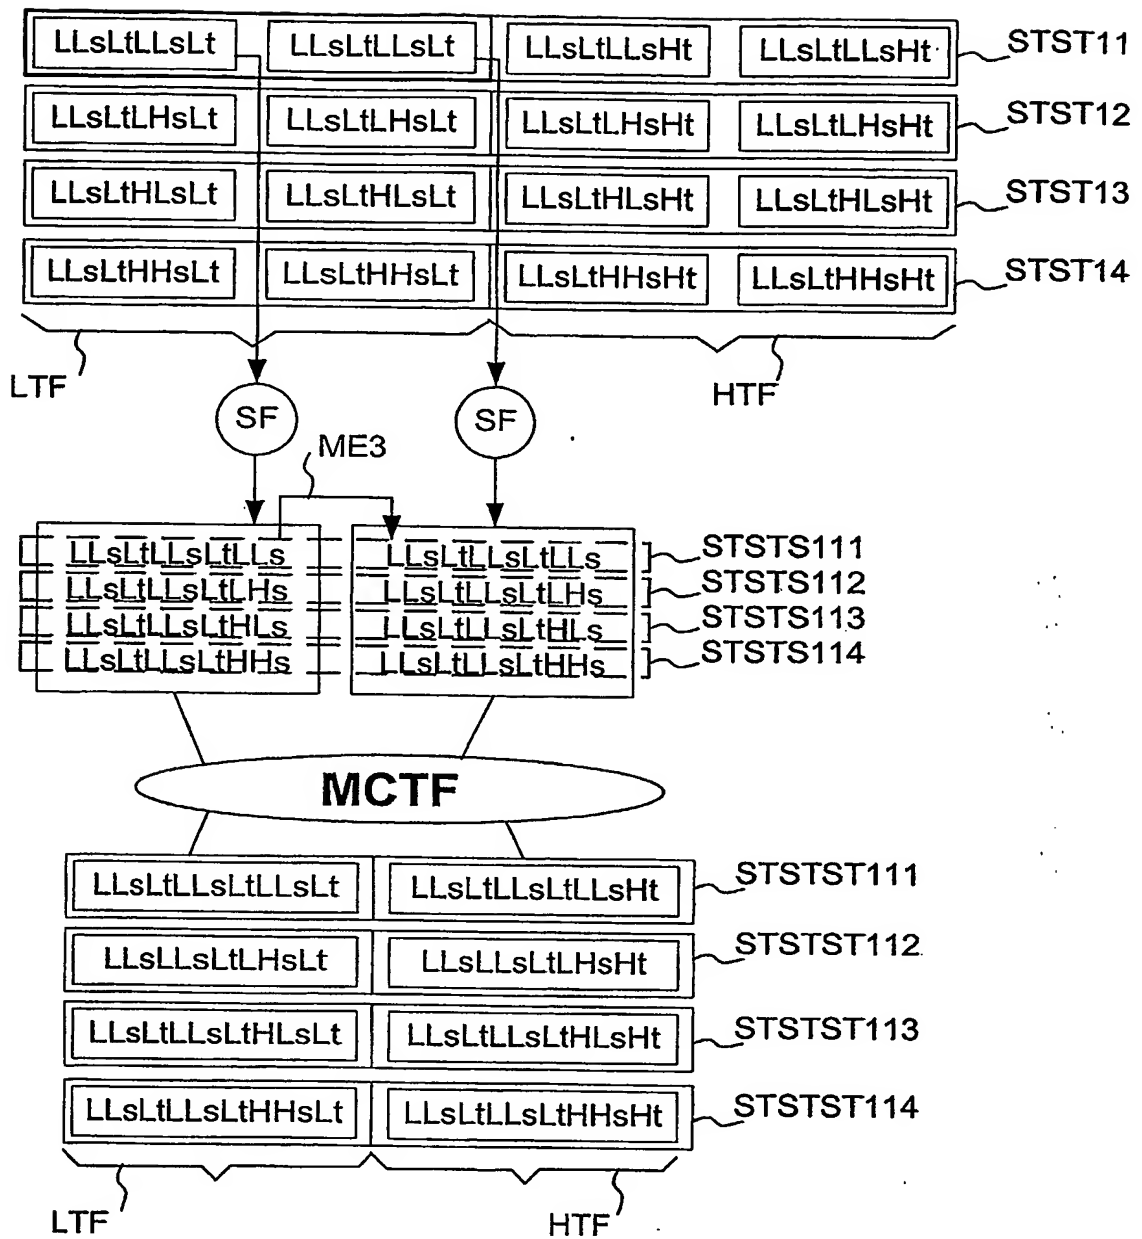 LLsLtLLsLt LLsLtLLsLt LLsLtLLsHt LLsLtLLsHt STST11
LLsLtLHsLt LLsLtLHsLt LLsLtLHsHt LLsLtLHsHt STST12
LLsLtHLsLt LLsLtHLsLt LLsLtHLsHt LLsLtHLsHt STST13
LLsLtHHsLt LLsLtHHsLt LLsLtHHsHt LLsLtHHsHt STST14
LTF HTF
SF SF
ME3
LLsLtLLsLtLLs LLsLtLLsLtLLs STSTS111
LLsLtLLsLtLHs LLsLtLLsLtLHs STSTS112
LLsLtLLsLtHLs LLsLtLLsLtHLs STSTS113
LLsLtLLsLtHHs LLsLtLLsLtHHs STSTS114
MCTF
LLsLtLLsLtLLsLt LLsLtLLsLtLLsHt STSTST111
LLsLLsLtLHsLt LLsLLsLtLHsHt STSTST112
LLsLtLLsLtHLsLt LLsLtLLsLtHLsHt STSTST113
LLsLtLLsLtHHsLt LLsLtLLsLtHHsHt STSTST114
LTF HTF